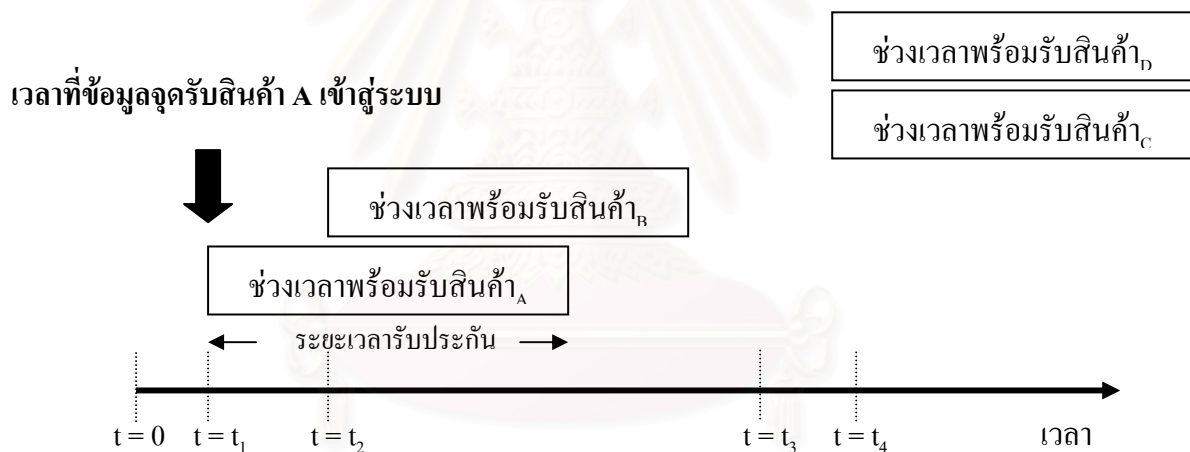 ช่วงเวลาพร้อมรับสินค้า_D
เวลาที่ข้อมูลจุดรับสินค้า A เข้าสู่ระบบ
ช่วงเวลาพร้อมรับสินค้า_C
ช่วงเวลาพร้อมรับสินค้า_B
ช่วงเวลาพร้อมรับสินค้า_A
ระยะเวลารับประกัน
t = 0 t = t₁ t = t₂ t = t₃ t = t₄ เวลา